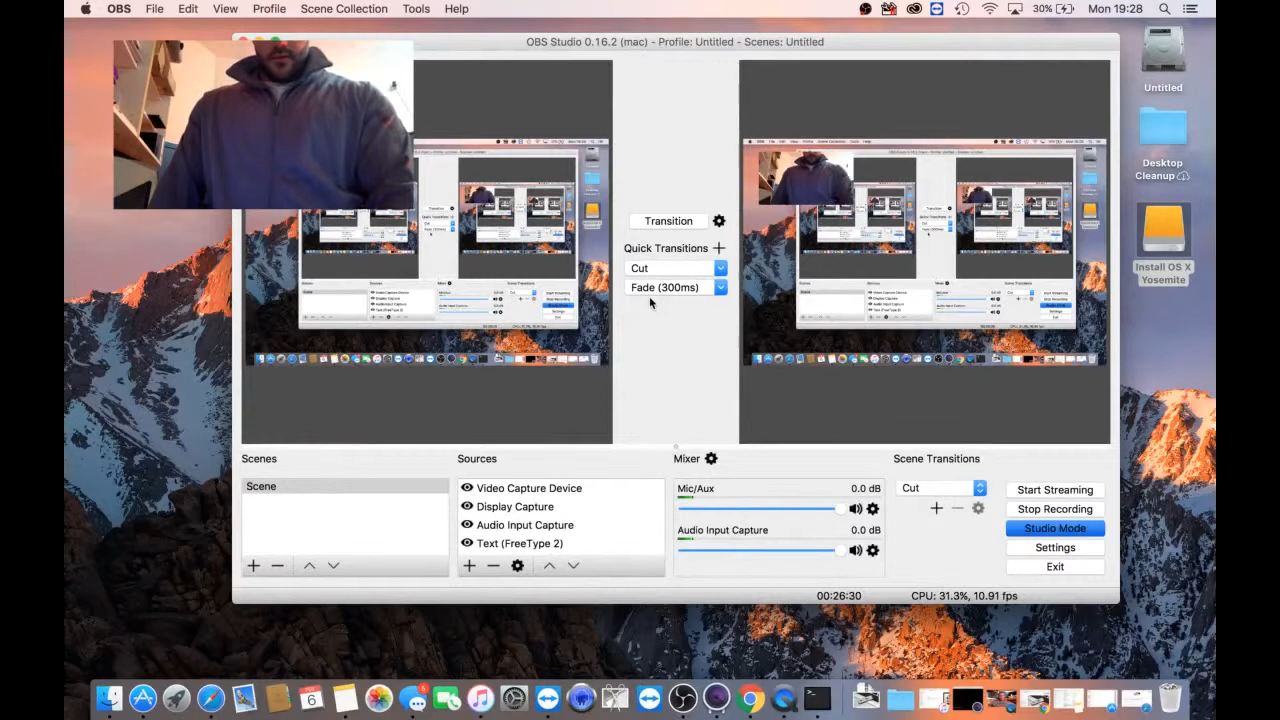 OBS File Edit View Profile Scene Collection Tools Help 30% Mon 19:28
OBS Studio 0.16.2 (mac) - Profile: Untitled - Scenes: Untitled
Untitled
Desktop
Cleanup
Install OS X
Yosemite
Transition
Quick Transitions
Cut
Fade (300ms)
Scenes
Scene
Sources
Video Capture Device
Display Capture
Audio Input Capture
Text (FreeType 2)
Mixer
Mic/Aux 0.0 dB
Audio Input Capture 0.0 dB
Scene Transitions
Cut
Start Streaming
Stop Recording
Studio Mode
Settings
Exit
00:26:30 CPU: 31.3%, 10.91 fps
6